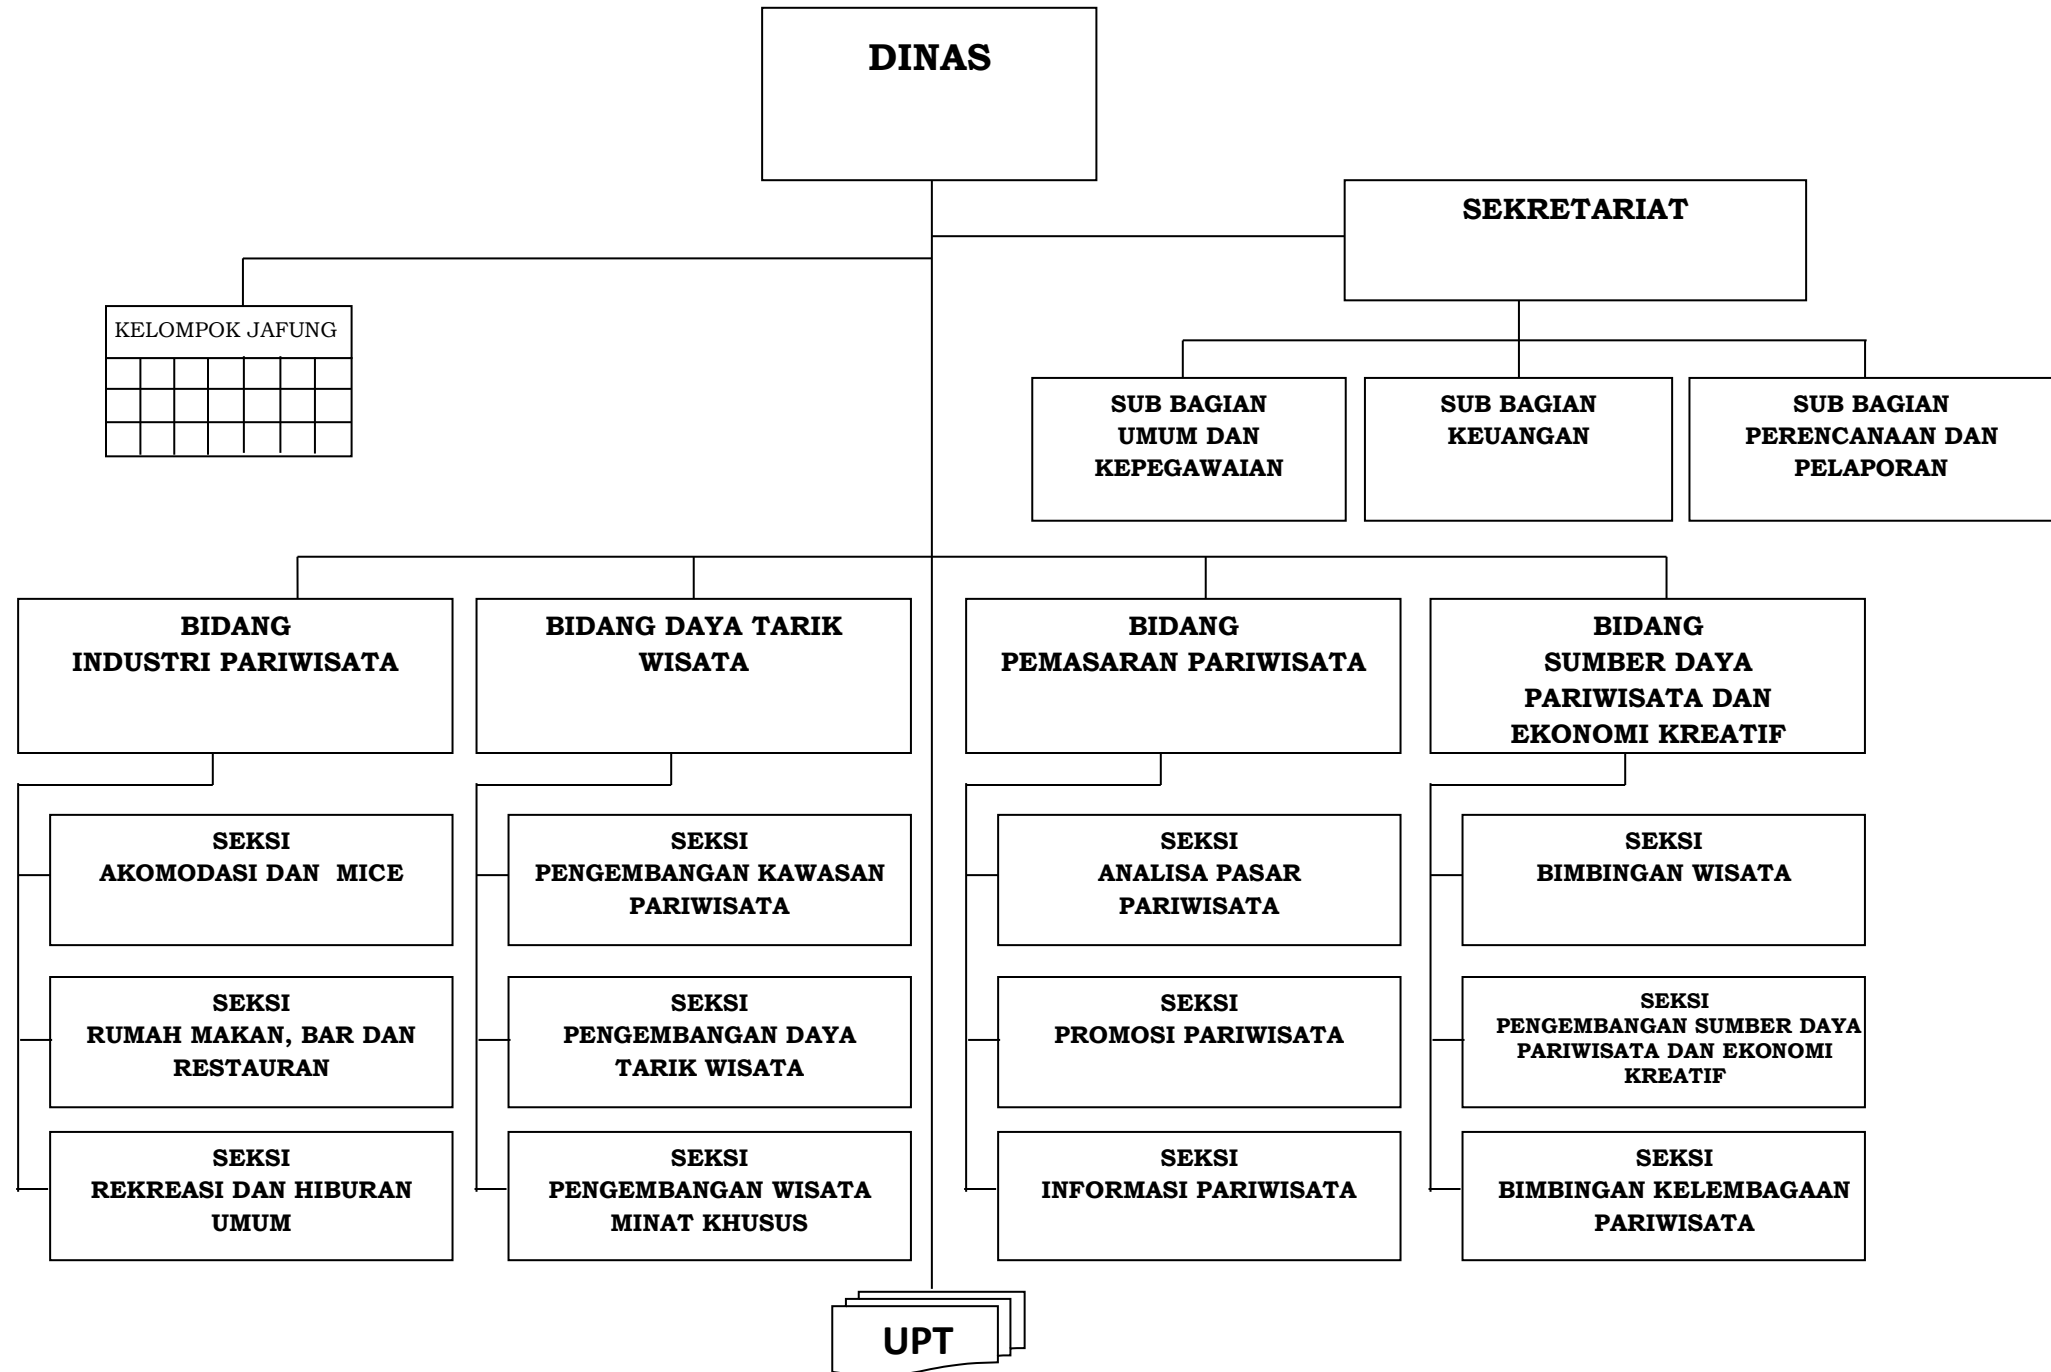 DINAS
SEKRETARIAT
KELOMPOK JAFUNG
SUB BAGIAN
UMUM DAN
KEPEGAWAIAN
SUB BAGIAN
KEUANGAN
SUB BAGIAN
PERENCANAAN DAN
PELAPORAN
BIDANG
INDUSTRI PARIWISATA
BIDANG DAYA TARIK
WISATA
BIDANG
PEMASARAN PARIWISATA
BIDANG
SUMBER DAYA
PARIWISATA DAN
EKONOMI KREATIF
SEKSI
AKOMODASI DAN  MICE
SEKSI
PENGEMBANGAN KAWASAN
PARIWISATA
SEKSI
ANALISA PASAR
PARIWISATA
SEKSI
BIMBINGAN WISATA
SEKSI
RUMAH MAKAN, BAR DAN
RESTAURAN
SEKSI
PENGEMBANGAN DAYA
TARIK WISATA
SEKSI
PROMOSI PARIWISATA
SEKSI
PENGEMBANGAN SUMBER DAYA
PARIWISATA DAN EKONOMI
KREATIF
SEKSI
REKREASI DAN HIBURAN
UMUM
SEKSI
PENGEMBANGAN WISATA
MINAT KHUSUS
SEKSI
INFORMASI PARIWISATA
SEKSI
BIMBINGAN KELEMBAGAAN
PARIWISATA
UPT